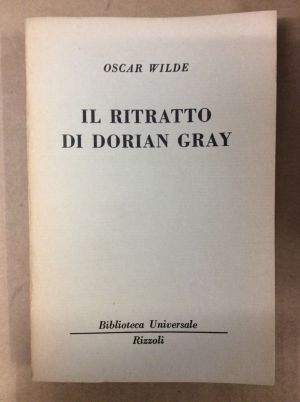 OSCAR WILDE
IL RITRATTO
DI DORIAN GRAY
Biblioteca Universale
Rizzoli